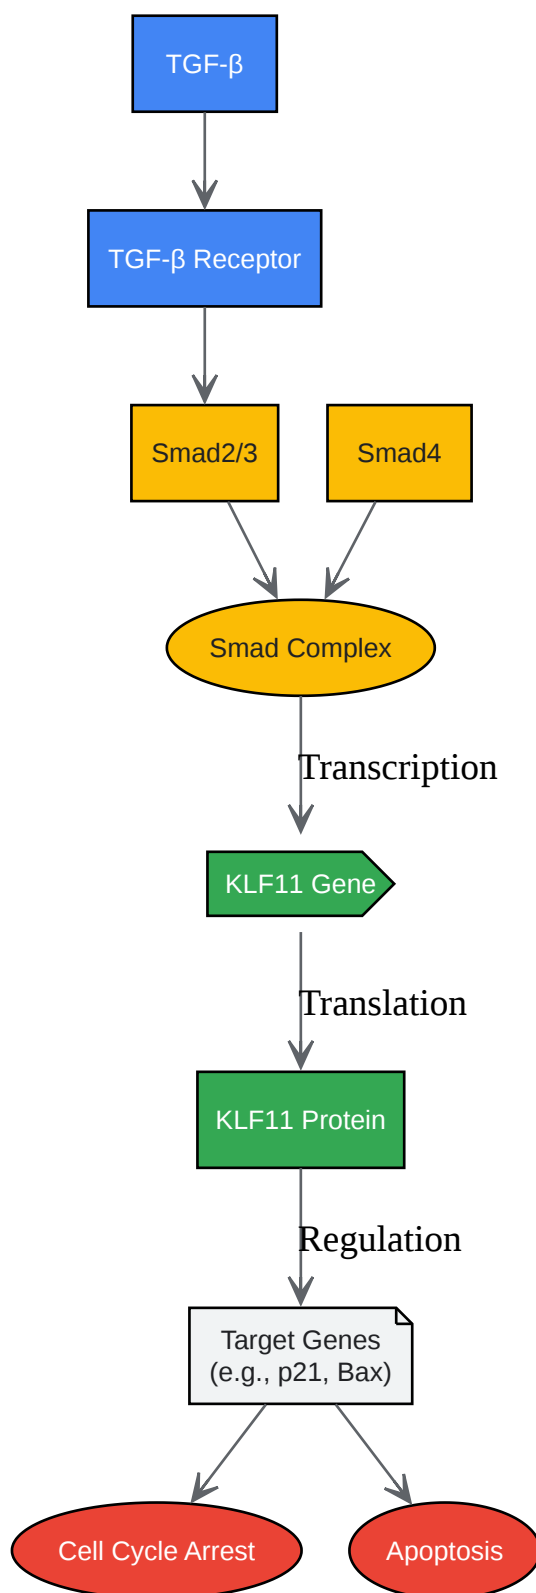 TGF-β
TGF-β Receptor
Smad2/3
Smad4
Smad Complex
Transcription
KLF11 Gene
Translation
KLF11 Protein
Regulation
Target Genes
(e.g., p21, Bax)
Cell Cycle Arrest
Apoptosis